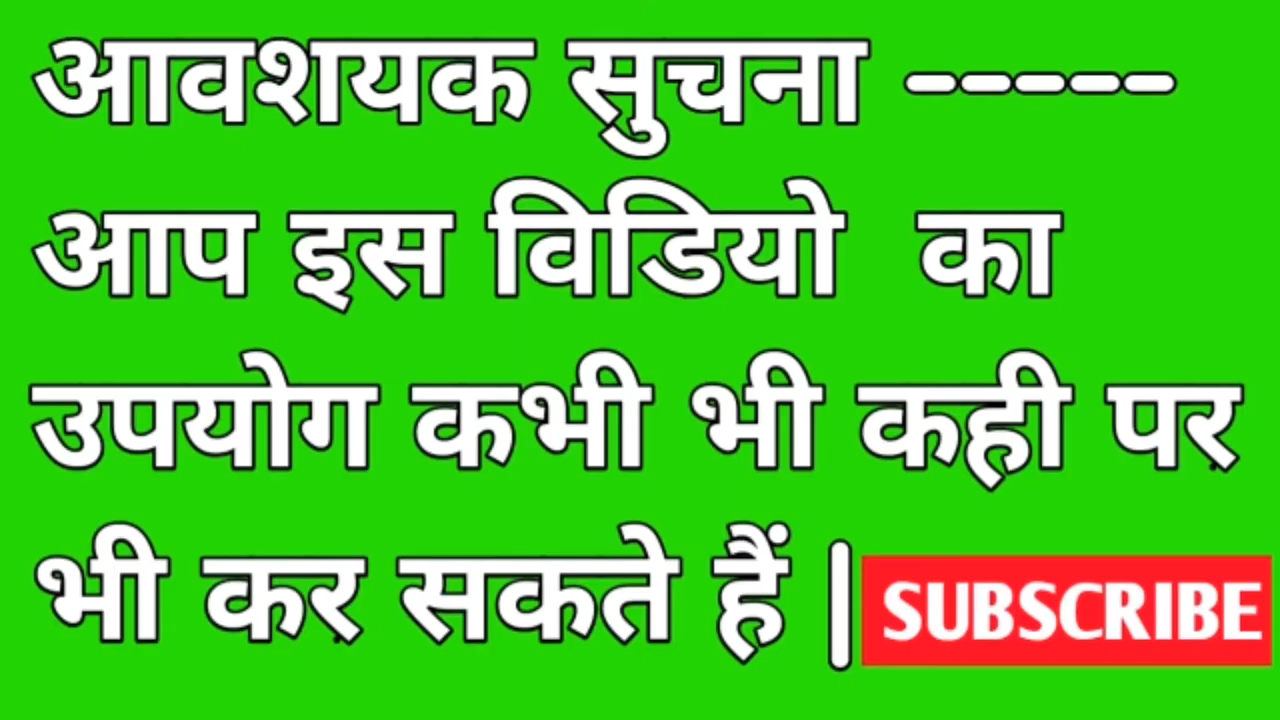 आवशयक सुचना -----
आप इस विडियो का
उपयोग कभी भी कही पर
भी कर सकते हैं | SUBSCRIBE